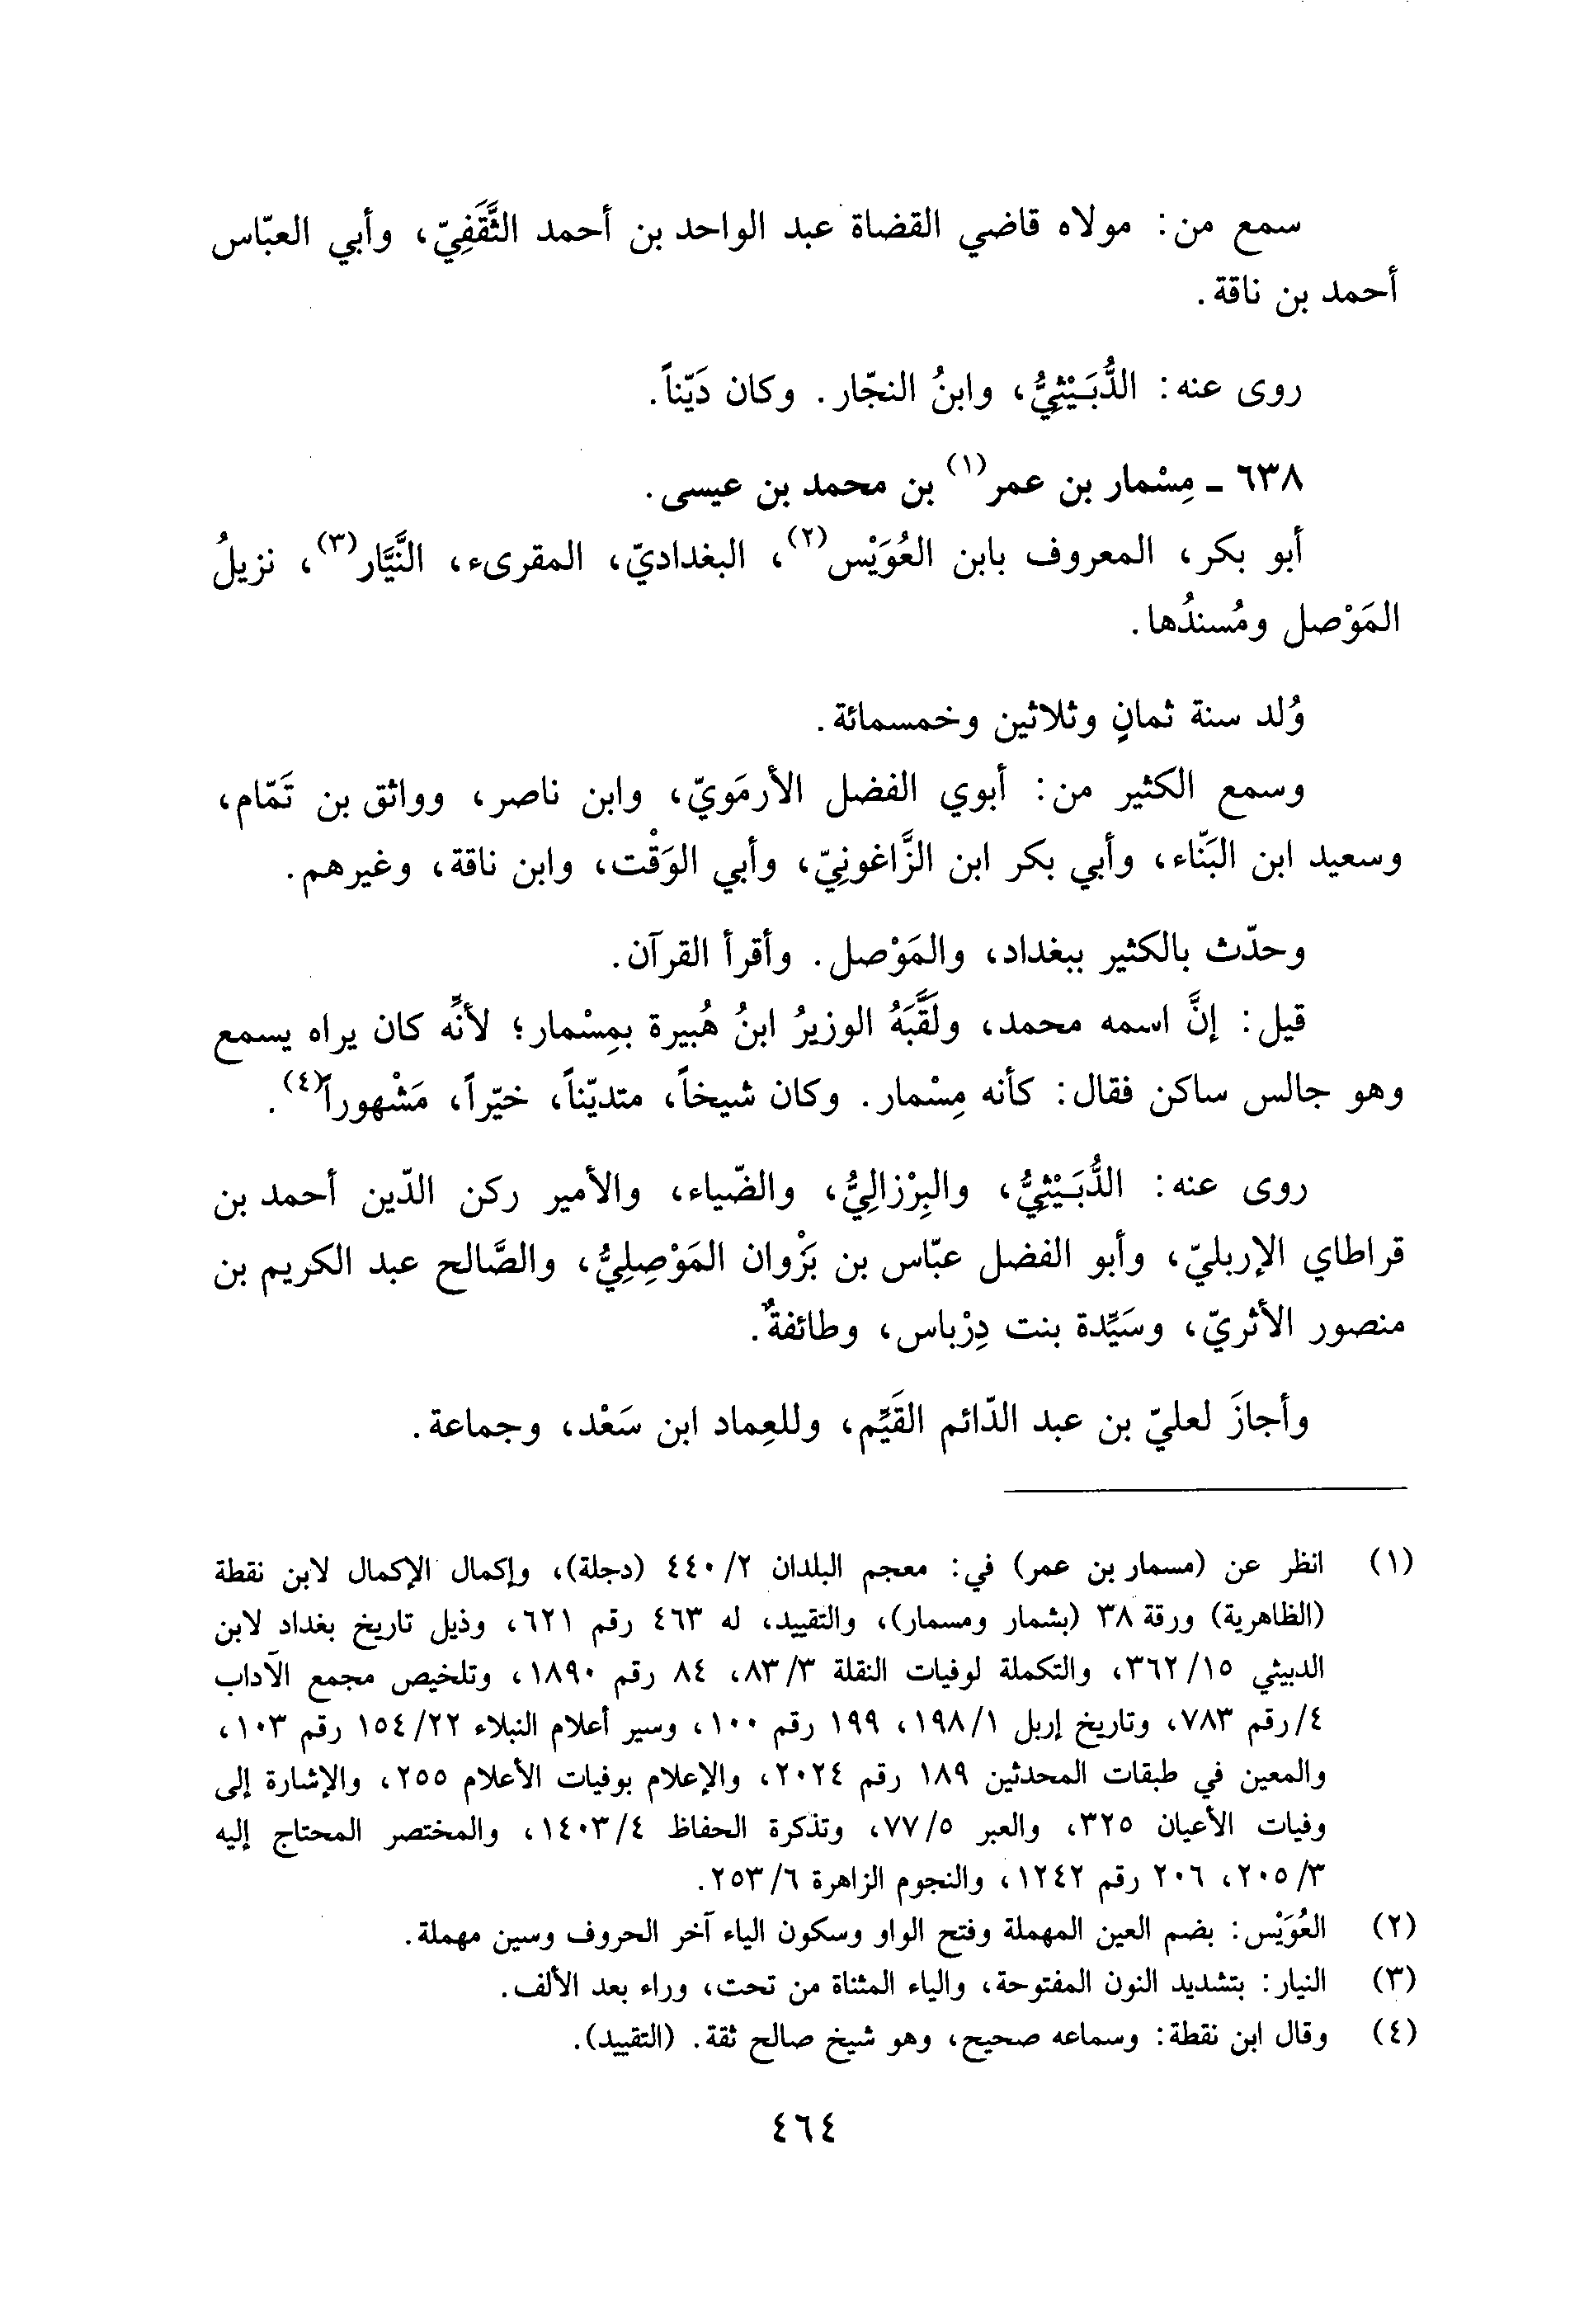 سمع من: مولاه قاضي القضاة عبد الواحد بن أحمد الثَّقَفِيّ، وأبي العبّاس
أحمد بن ناقة.
روى عنه: الدُّبَيْثِيُّ، وابنُ النجّار. وكان دَيّناً.
٦٣٨ ـ مِسْمار بن عمر(١) بن محمد بن عيسى.
أبو بكر، المعروف بابن العُوَيْس(٢)، البغداديّ، المقرىء، النَّيَّار(٣)، نزيلُ
المَوْصل ومُسندُها.
وُلد سنة ثمانٍ وثلاثين وخمسمائة.
وسمع الكثير من: أبوي الفضل الأرمَويّ، وابن ناصر، وواثق بن تَمّام،
وسعيد ابن البَنّاء، وأبي بكر ابن الزَّاغونِيّ، وأبي الوَقْت، وابن ناقة، وغيرهم.
وحدّث بالكثير ببغداد، والمَوْصل. وأقرأ القرآن.
قيل: إنَّ اسمه محمد، ولَقَّبَهُ الوزيرُ ابنُ هُبيرة بمِسْمار؛ لأنَّه كان يراه يسمع
وهو جالس ساكن فقال: كأنه مِسْمار. وكان شيخاً، متديّناً، خيّراً، مَشْهوراً(٤).
روى عنه: الدُّبَيْثِيُّ، والبِرْزالِيُّ، والضّياء، والأمير ركن الدّين أحمد بن
قراطاي الإربليّ، وأبو الفضل عبّاس بن بَزْوان المَوْصِلِيُّ، والصَّالح عبد الكريم بن
منصور الأثريّ، وسَيِّدة بنت دِرْباس، وطائفةٌ.
وأجازَ لعليّ بن عبد الدّائم القَيِّم، وللعِماد ابن سَعْد، وجماعة.
(١) انظر عن (مسمار بن عمر) في: معجم البلدان ٢/ ٤٤٠ (دجلة)، وإكمال الإكمال لابن نقطة
(الظاهرية) ورقة ٣٨ (بشمار ومسمار)، والتقييد، له ٤٦٣ رقم ٦٢١، وذيل تاريخ بغداد لابن
الدبيثي ١٥/ ٣٦٢، والتكملة لوفيات النقلة ٣/ ٨٣، ٨٤ رقم ١٨٩٠، وتلخيص مجمع الآداب
٤/ رقم ٧٨٣، وتاريخ إربل ١/ ١٩٨، ١٩٩ رقم ١٠٠، وسير أعلام النبلاء ٢٢/ ١٥٤ رقم ١٠٣،
والمعين في طبقات المحدثين ١٨٩ رقم ٢٠٢٤، والإعلام بوفيات الأعلام ٢٥٥، والإشارة إلى
وفيات الأعيان ٣٢٥، والعبر ٥/ ٧٧، وتذكرة الحفاظ ٤/ ١٤٠٣، والمختصر المحتاج إليه
٣/ ٢٠٥، ٢٠٦ رقم ١٢٤٢، والنجوم الزاهرة ٦/ ٢٥٣.
(٢) العُوَيْس: بضم العين المهملة وفتح الواو وسكون الياء آخر الحروف وسين مهملة.
(٣) النيار: بتشديد النون المفتوحة، والياء المثناة من تحت، وراء بعد الألف.
(٤) وقال ابن نقطة: وسماعه صحيح، وهو شيخ صالح ثقة. (التقييد).
٤٦٤